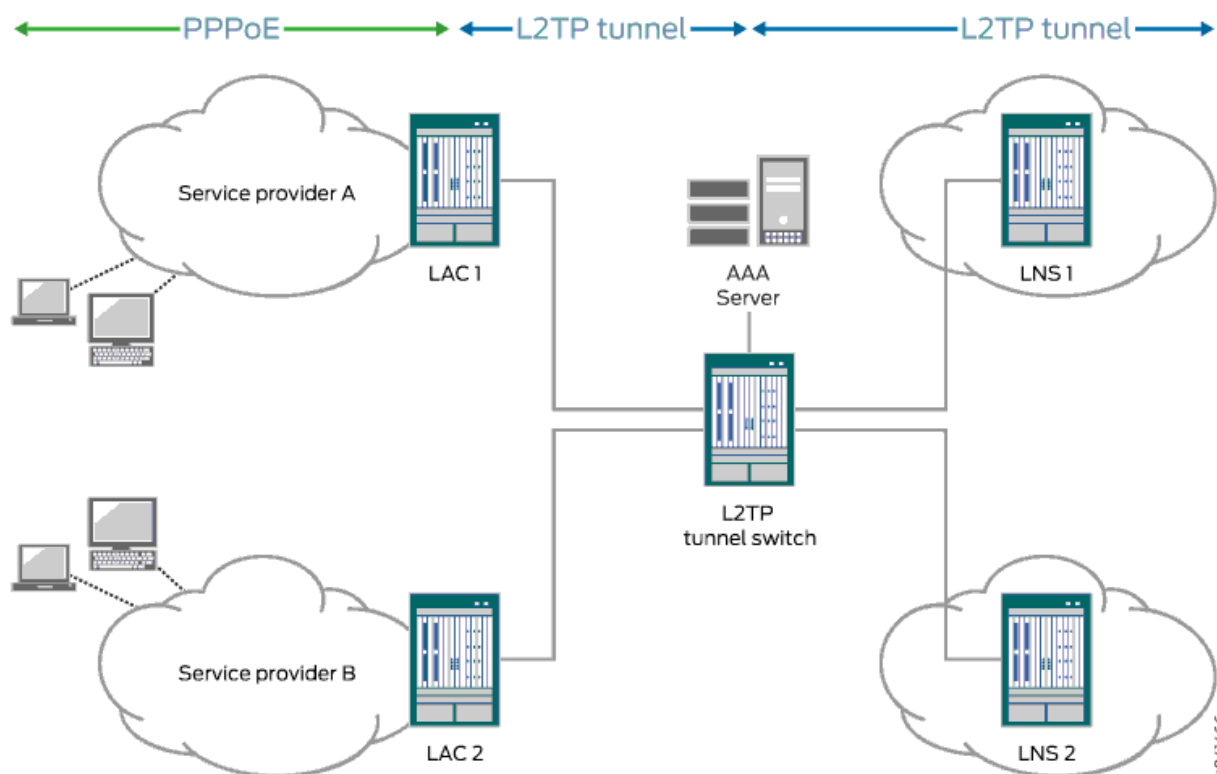 PPPoE
L2TP tunnel
L2TP tunnel
Service provider A
LAC 1
AAA
Server
LNS 1
L2TP
tunnel switch
Service provider B
LAC 2
LNS 2